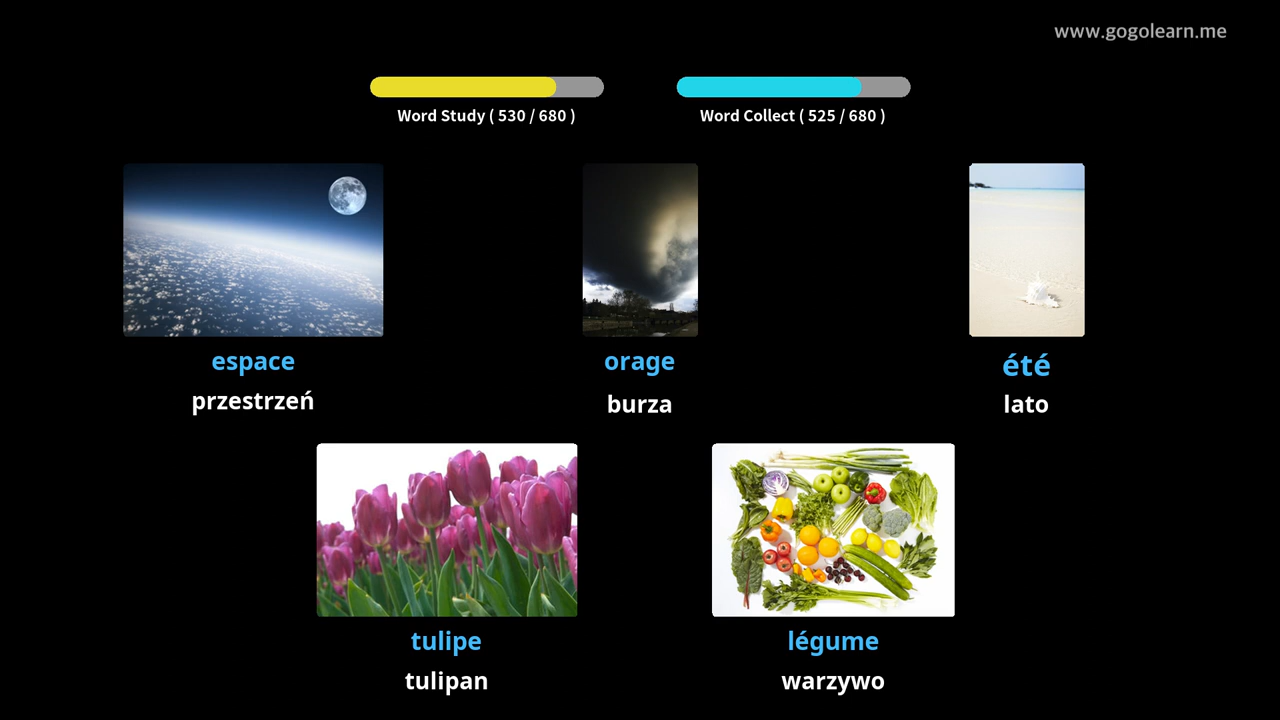 www.gogolearn.me
Word Study ( 530 / 680 )
Word Collect ( 525 / 680 )
espace
przestrzeń
orage
burza
été
lato
tulipe
tulipan
légume
warzywo